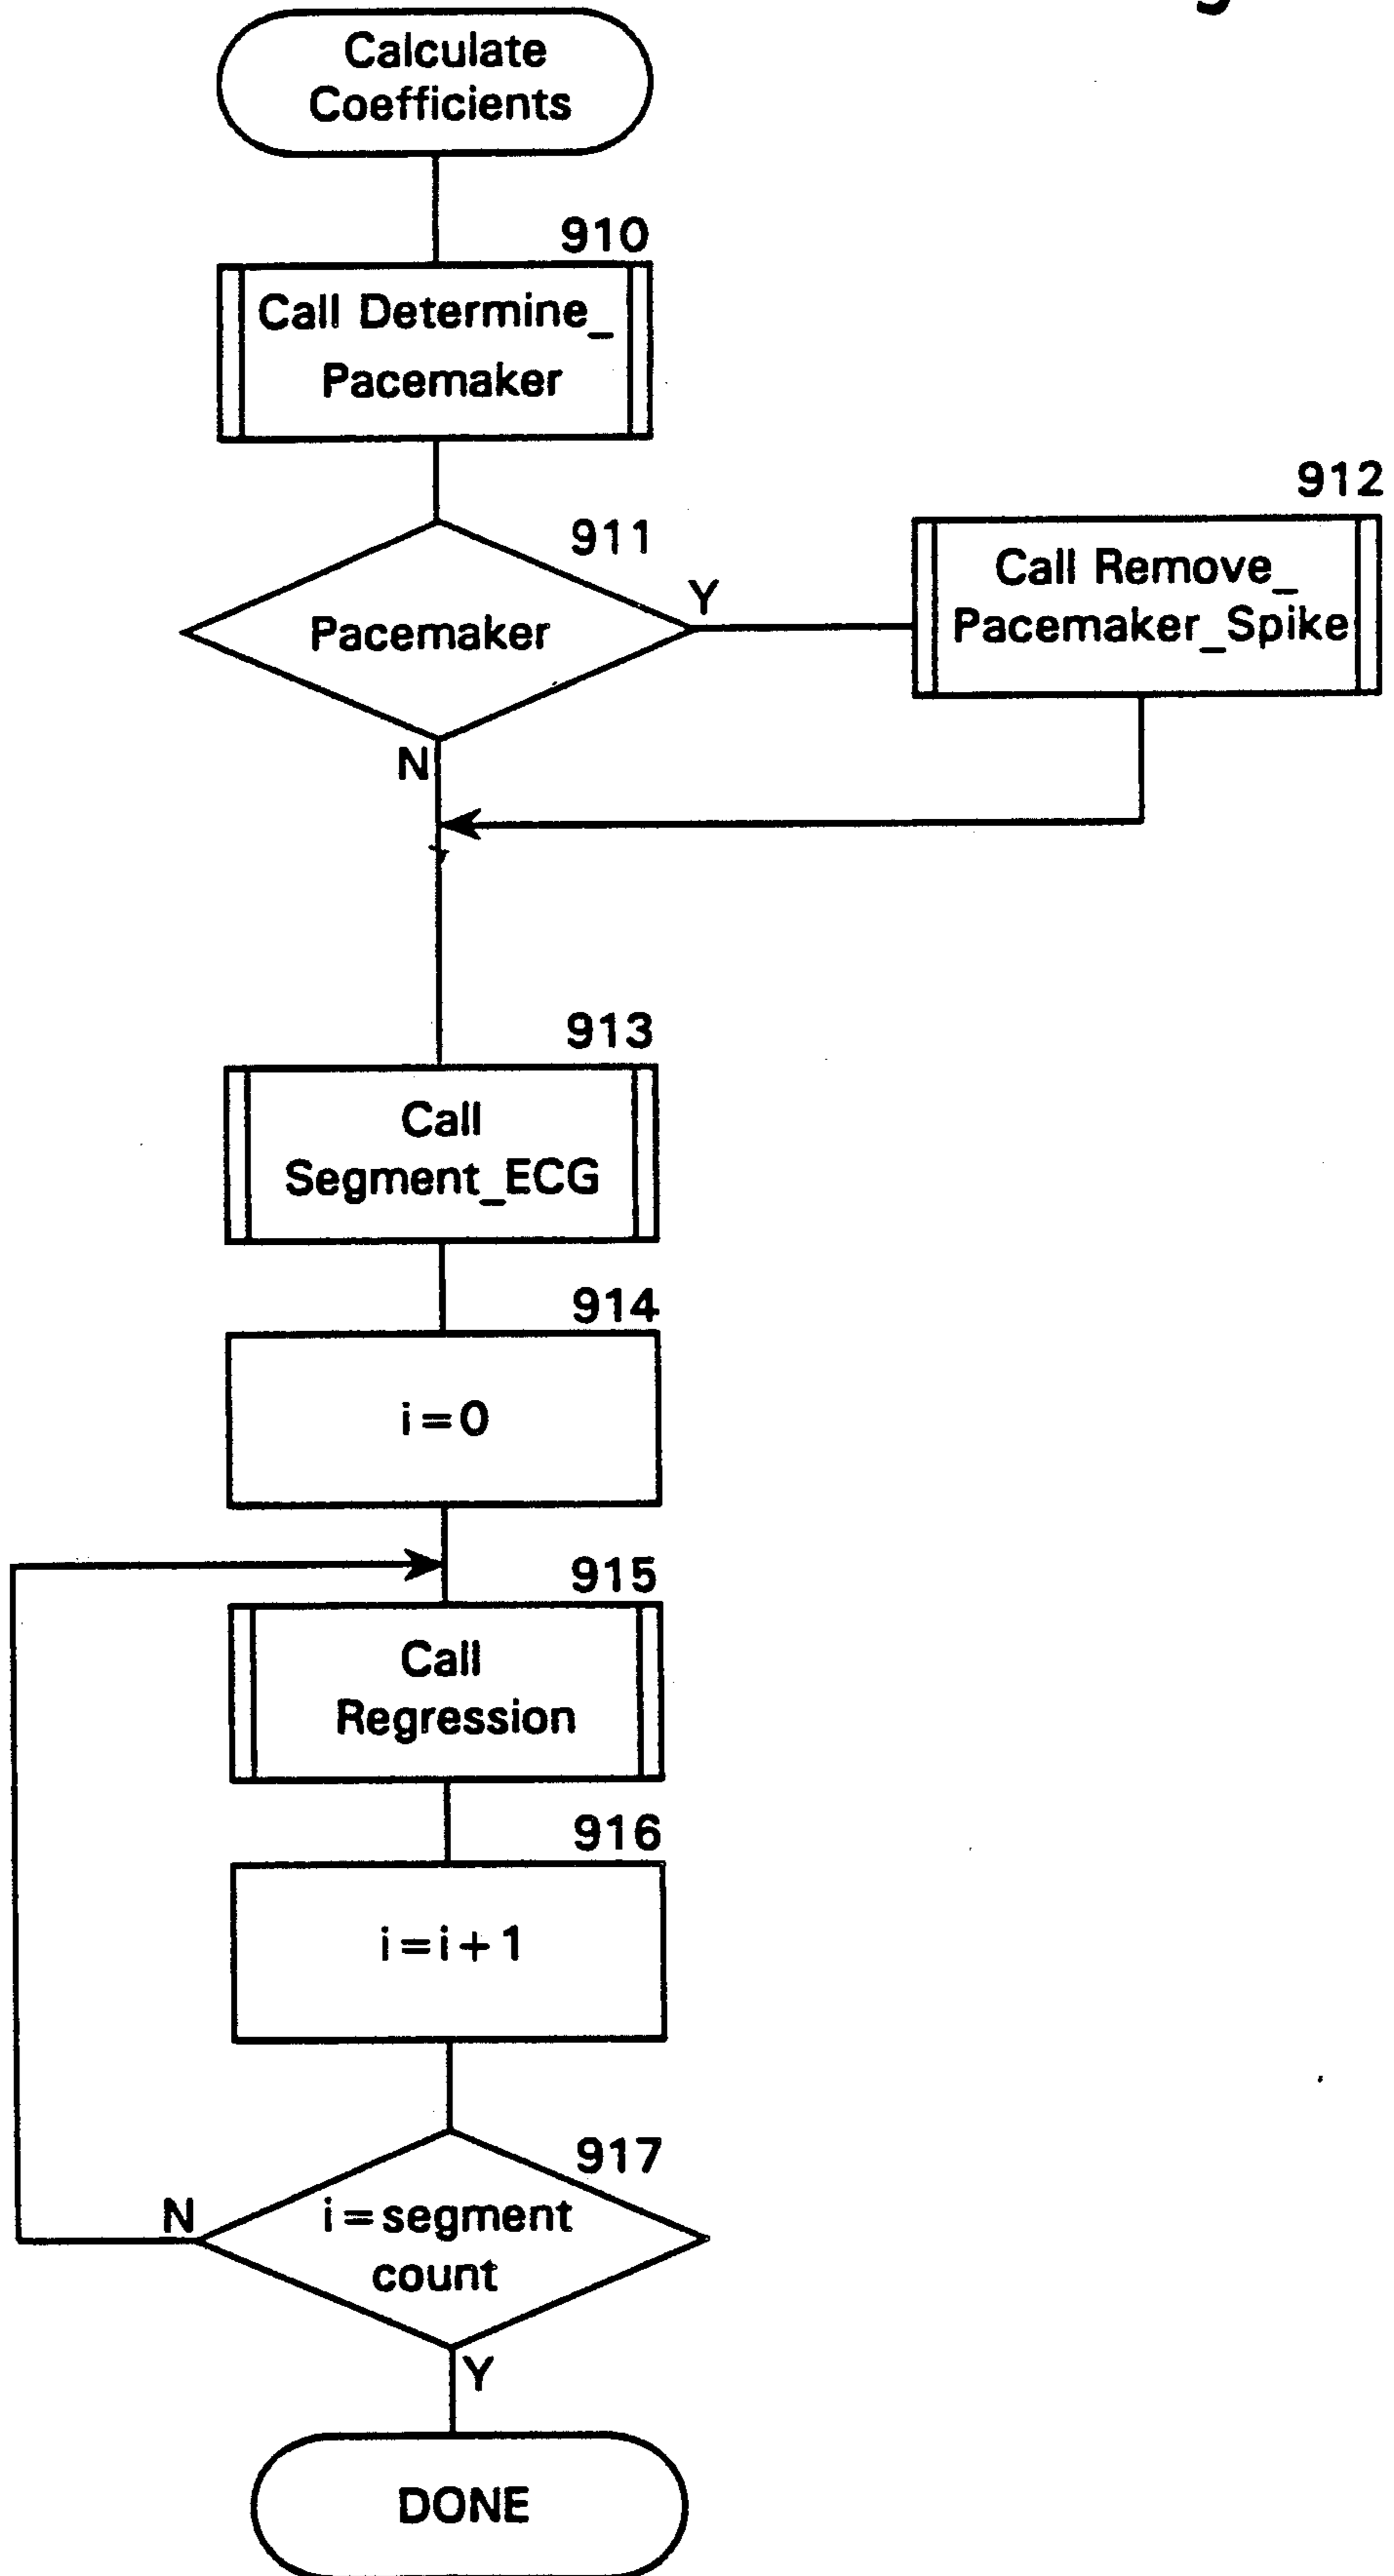 Calculate
Coefficients
910
Call Determine_
Pacemaker
911
Pacemaker
Y
N
912
Call Remove_
Pacemaker_Spike
913
Call
Segment_ECG
914
i=0
915
Call
Regression
916
i=i+1
917
i=segment
count
N
Y
DONE